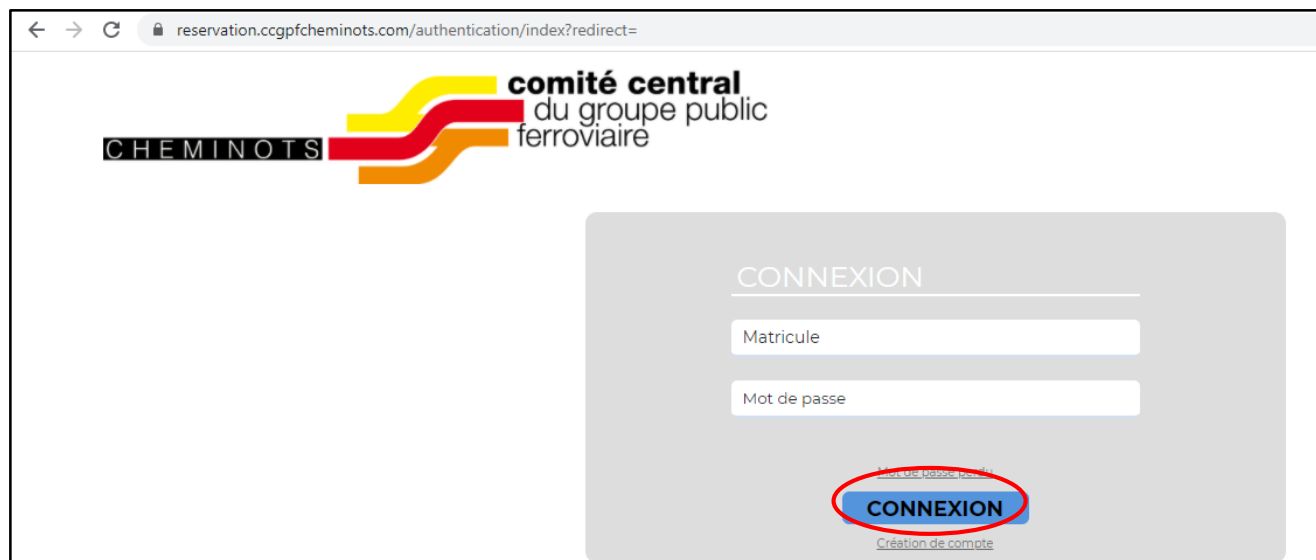 reservation.ccgpfcheminots.com/authentication/index?redirect=
comité central
du groupe public
ferroviaire
CHEMINOTS
CONNEXION
Matricule
Mot de passe
Mot de passe perdu
CONNEXION
Création de compte